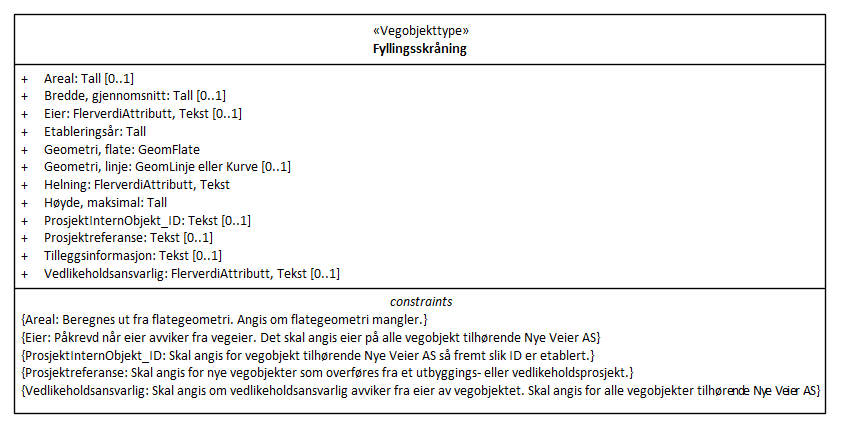 «Vegobjekttype»
Fyllingsskråning
+ Areal: Tall [0..1]
+ Bredde, gjennomsnitt: Tall [0..1]
+ Eier: FlerverdiAttributt, Tekst [0..1]
+ Etableringsår: Tall
+ Geometri, flate: GeomFlate
+ Geometri, linje: GeomLinje eller Kurve [0..1]
+ Helning: FlerverdiAttributt, Tekst
+ Høyde, maksimal: Tall
+ ProsjektInternObjekt_ID: Tekst [0..1]
+ Prosjektreferanse: Tekst [0..1]
+ Tilleggsinformasjon: Tekst [0..1]
+ Vedlikeholdsansvarlig: FlerverdiAttributt, Tekst [0..1]
constraints
{Areal: Beregnes ut fra flategeometri. Angis om flategeometri mangler.}
{Eier: Påkrevd når eier avviker fra vegeier. Det skal angis eier på alle vegobjekt tilhørende Nye Veier AS}
{ProsjektInternObjekt_ID: Skal angis for vegobjekt tilhørende Nye Veier AS så fremt slik ID er etablert.}
{Prosjektreferanse: Skal angis for nye vegobjekter som overføres fra et utbyggings- eller vedlikeholdsprosjekt.}
{Vedlikeholdsansvarlig: Skal angis om vedlikeholdsansvarlig avviker fra eier av vegobjektet. Skal angis for alle vegobjekter tilhørende Nye Veier AS}